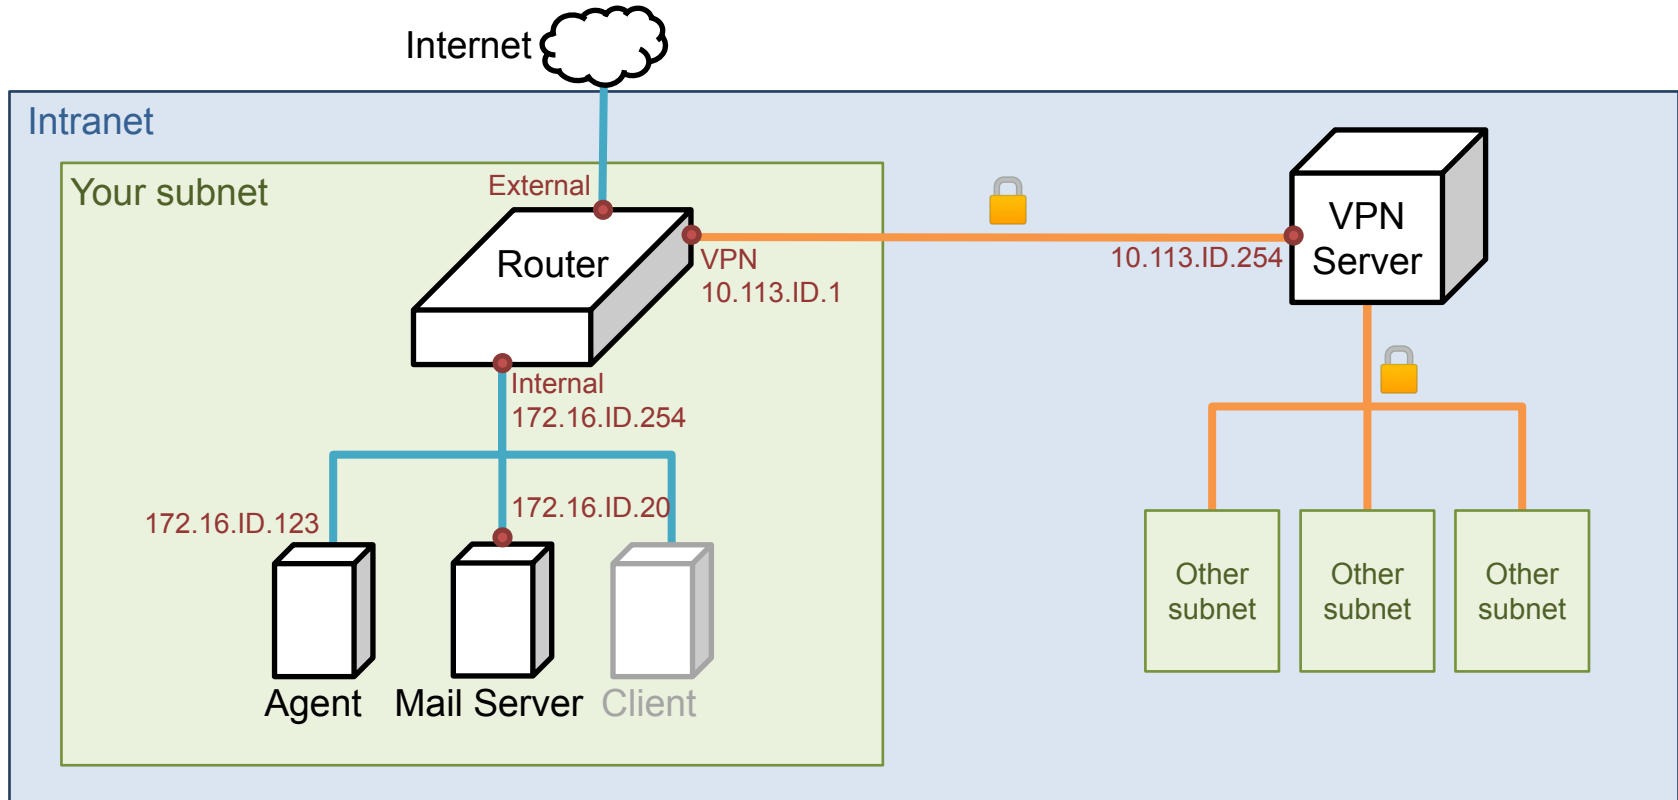 Internet
Intranet
Your subnet
External
Router
VPN
10.113.ID.1
10.113.ID.254
VPN
Server
Internal
172.16.ID.254
172.16.ID.123
172.16.ID.20
Agent
Mail Server
Client
Other
subnet
Other
subnet
Other
subnet